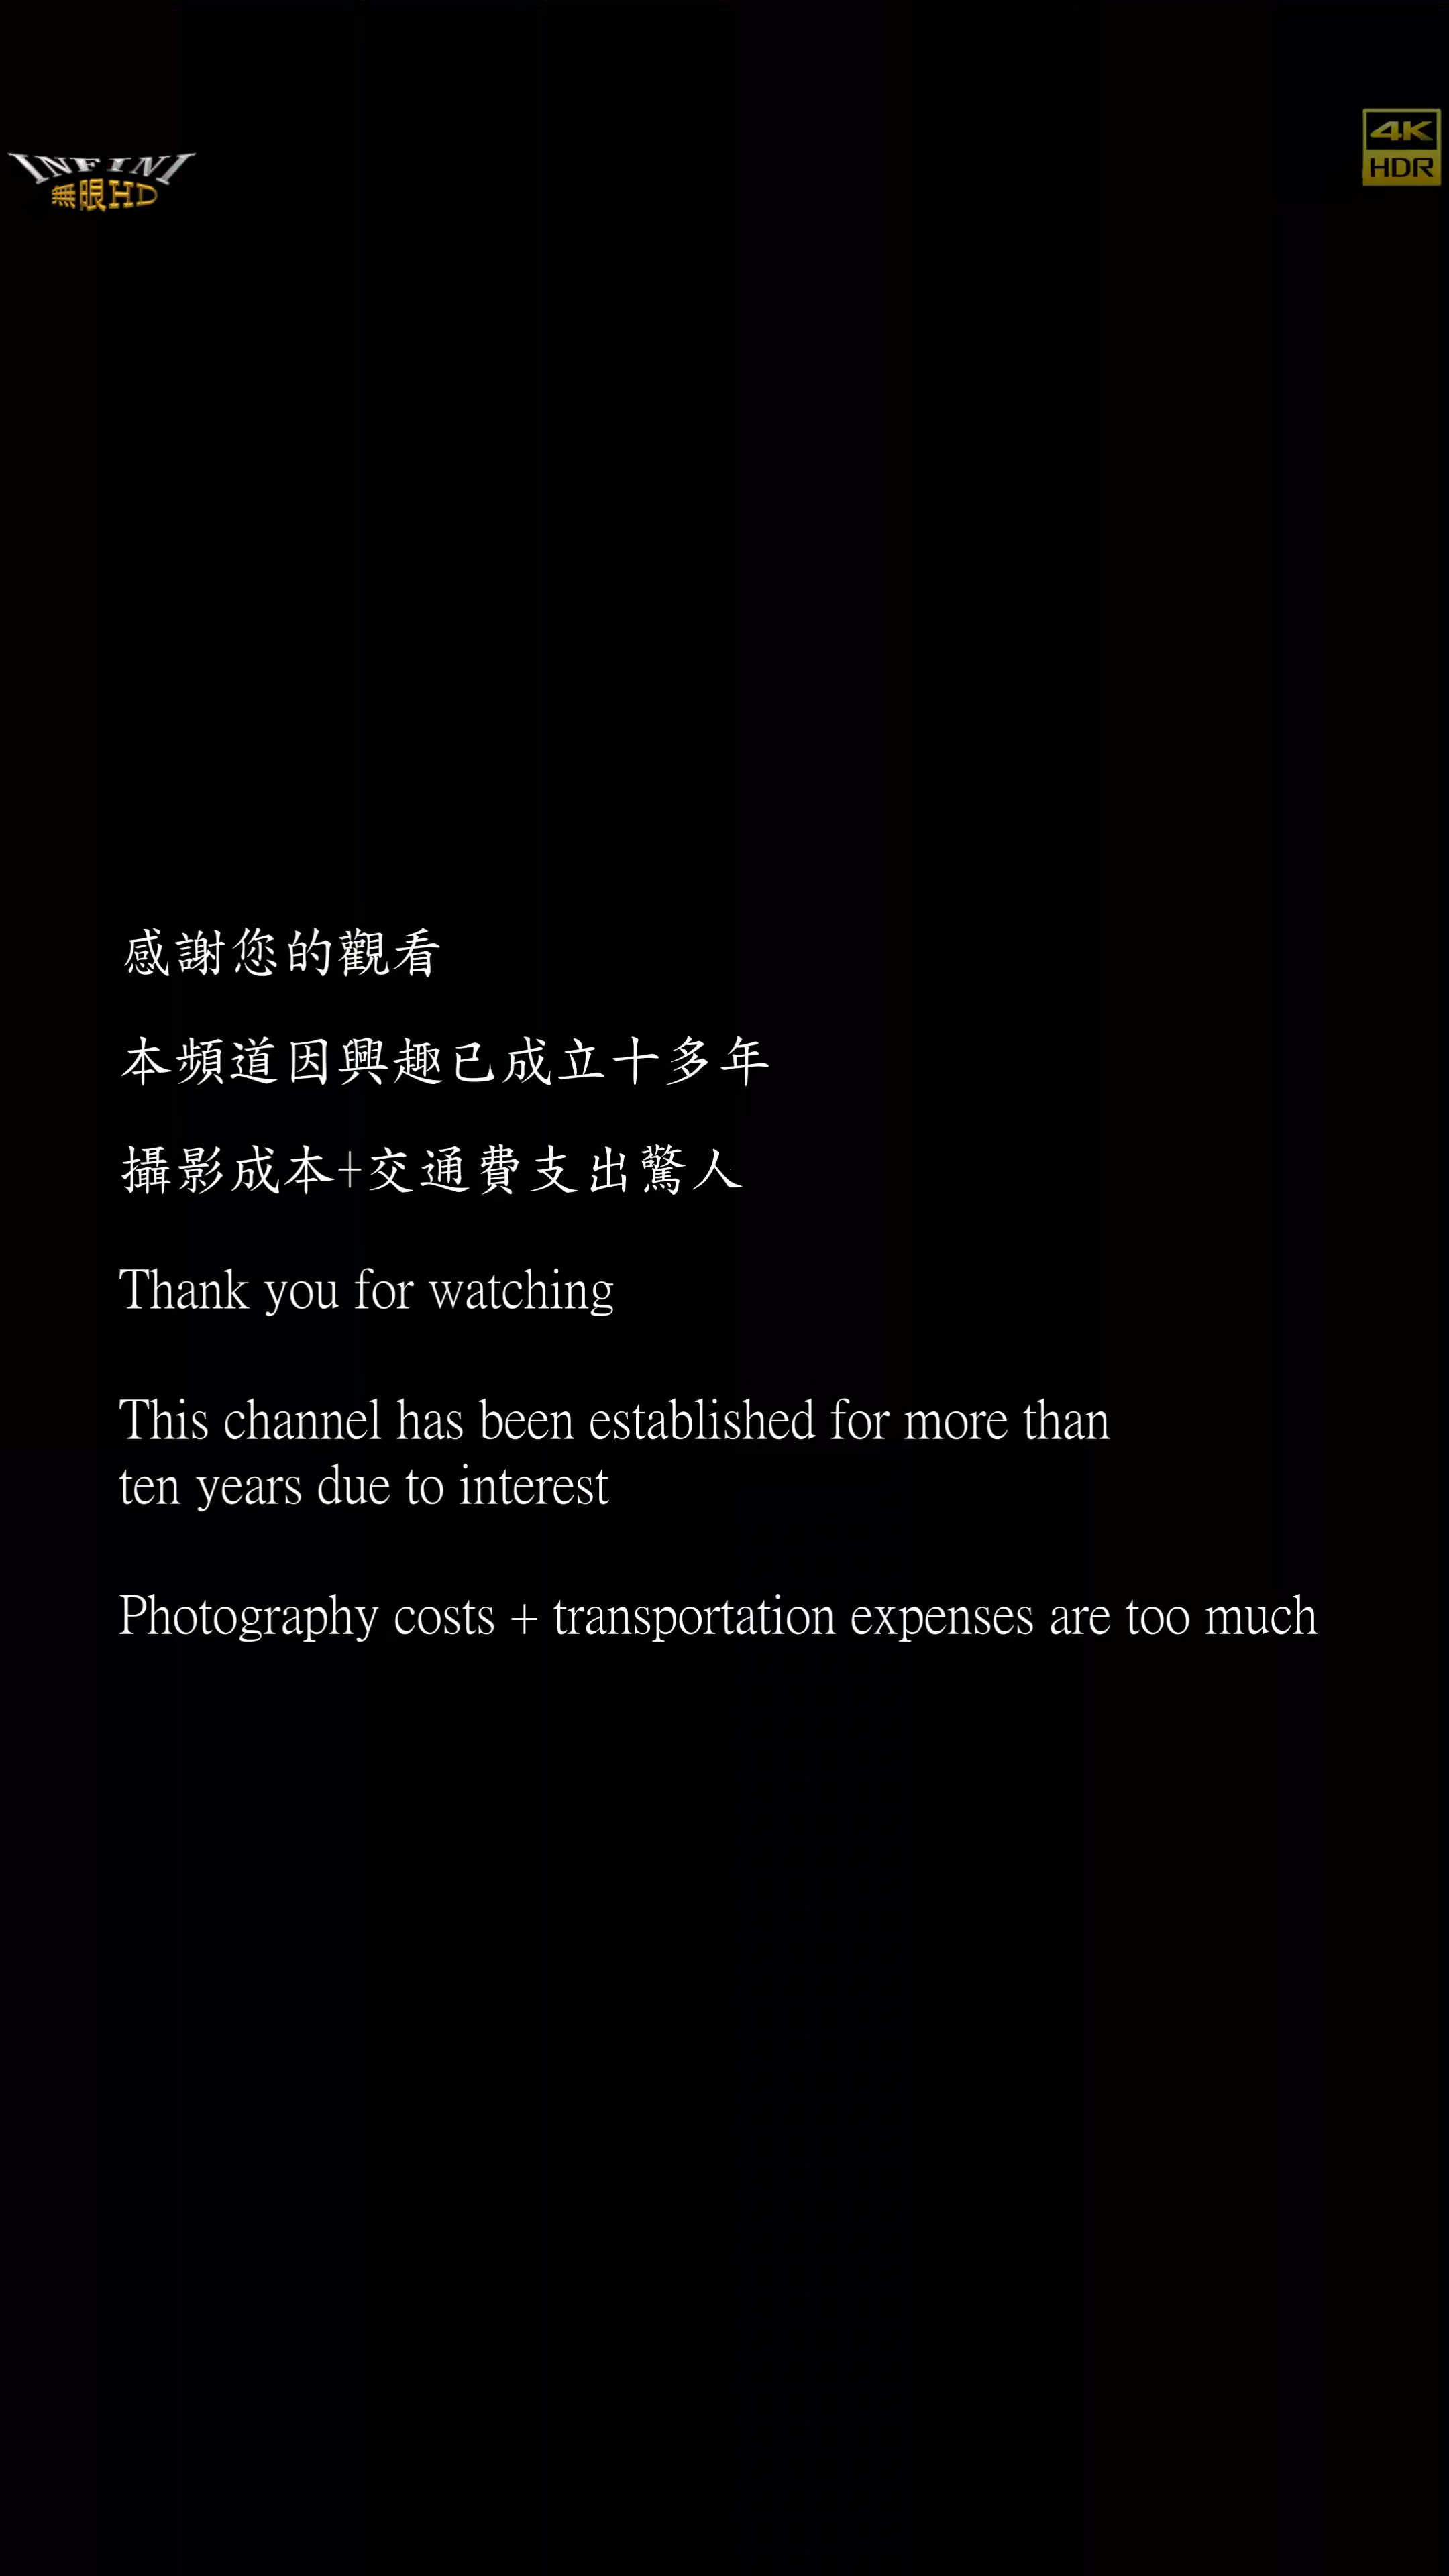 INFINI
無限HD
4K
HDR
感謝您的觀看
本頻道因興趣已成立十多年
攝影成本+交通費支出驚人
Thank you for watching
This channel has been established for more than
ten years due to interest
Photography costs + transportation expenses are too much